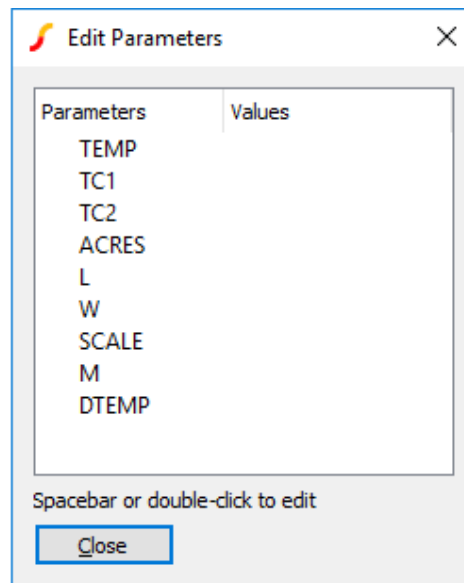 Edit Parameters
Parameters Values
TEMP
TC1
TC2
ACRES
L
W
SCALE
M
DTEMP
Spacebar or double-click to edit
Close